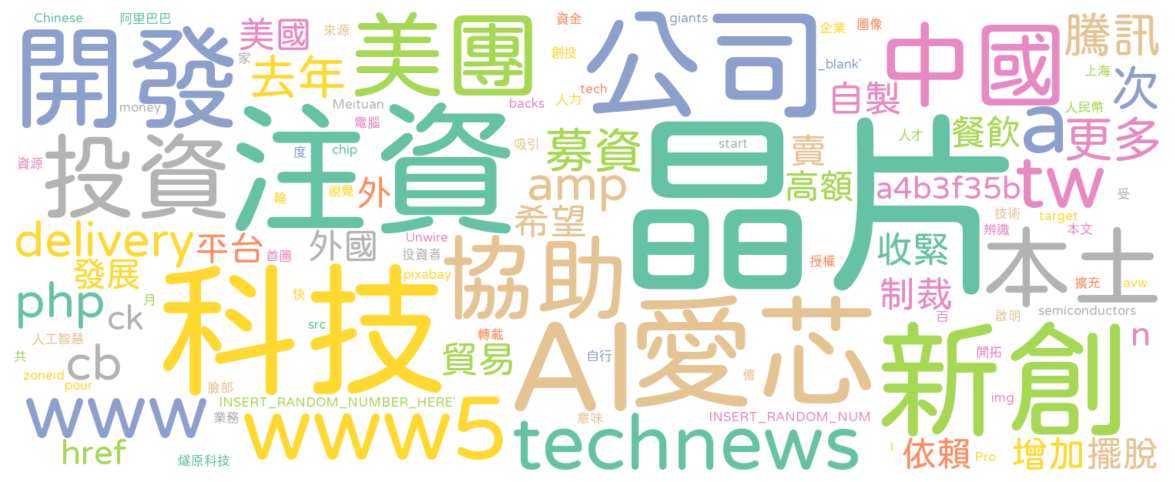 Chinese
阿里巴巴
美國
來源
家
美團
giants
資金
企業
圖像
創投
_blank'
中國
騰訊
上海
開發
去年
money
Meituan
backs
tech
人力
公司
自製
次
人民幣
電腦
注資
投資
資源
度
chip
吸引
募資
start
晶片
賣
人才
餐飲
a
更多
輪
視覺
外
amp
高額
a4b3f35b
tw
受
希望
技術
target
辨識
本文
delivery
平台
首圖
外國
Unwire
投資者
收緊
本土
發展
pixabay
協助
授權
制裁
擴充
avw
php
ck
月
科技
快
src
百
啟明
semiconductors
人工智慧
轉載
AI
愛芯
新創
n
共
cb
貿易
自行
開拓
zoneid
pour
臉部
億
img
www
INSERT_RANDOM_NUMBER_HERE'
業務
www5
意味
INSERT_RANDOM_NUM
href
燧原科技
technews
依賴
Pro
增加
擺脫